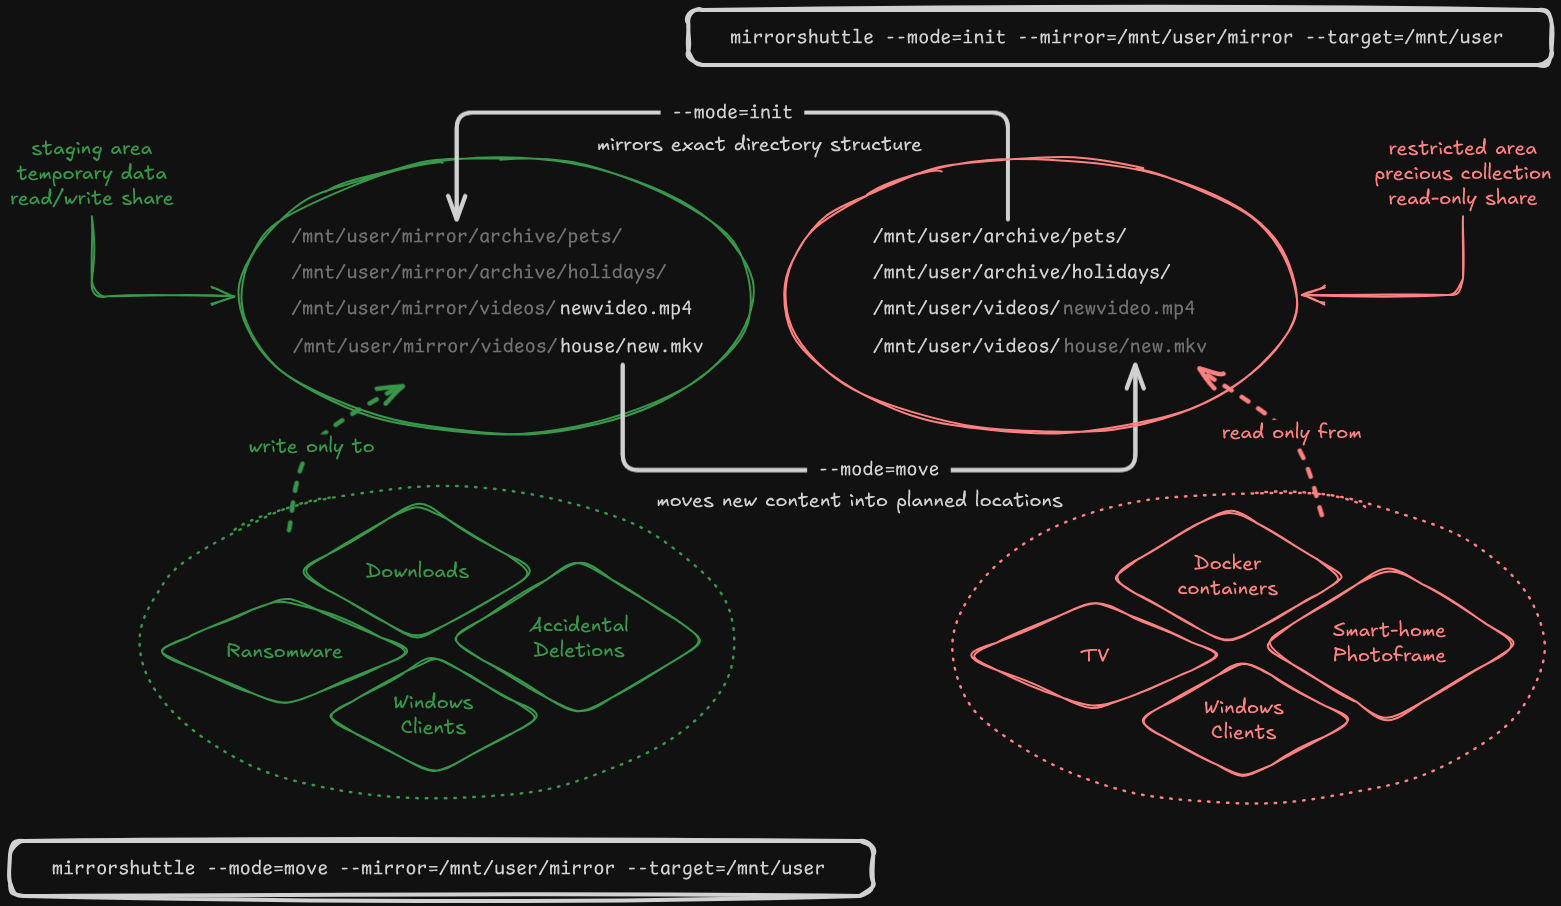 mirrorshuttle --mode=init --mirror=/mnt/user/mirror --target=/mnt/user
--mode=init
mirrors exact directory structure
staging area
temporary data
read/write share
restricted area
precious collection
read-only share
/mnt/user/mirror/archive/pets/
/mnt/user/mirror/archive/holidays/
/mnt/user/mirror/videos/newvideo.mp4
/mnt/user/mirror/videos/house/new.mkv
/mnt/user/archive/pets/
/mnt/user/archive/holidays/
/mnt/user/videos/newvideo.mp4
/mnt/user/videos/house/new.mkv
write only to
read only from
--mode=move
moves new content into planned locations
Downloads
Ransomware
Accidental
Deletions
Windows
Clients
Docker
containers
TV
Smart-home
Photoframe
Windows
Clients
mirrorshuttle --mode=move --mirror=/mnt/user/mirror --target=/mnt/user